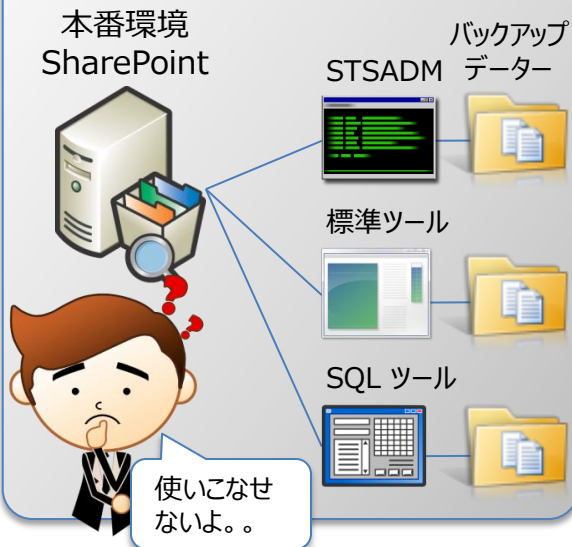 本番環境
SharePoint
STSADM
バックアップ
データー
標準ツール
SQL ツール
使いこなせ
ないよ。。